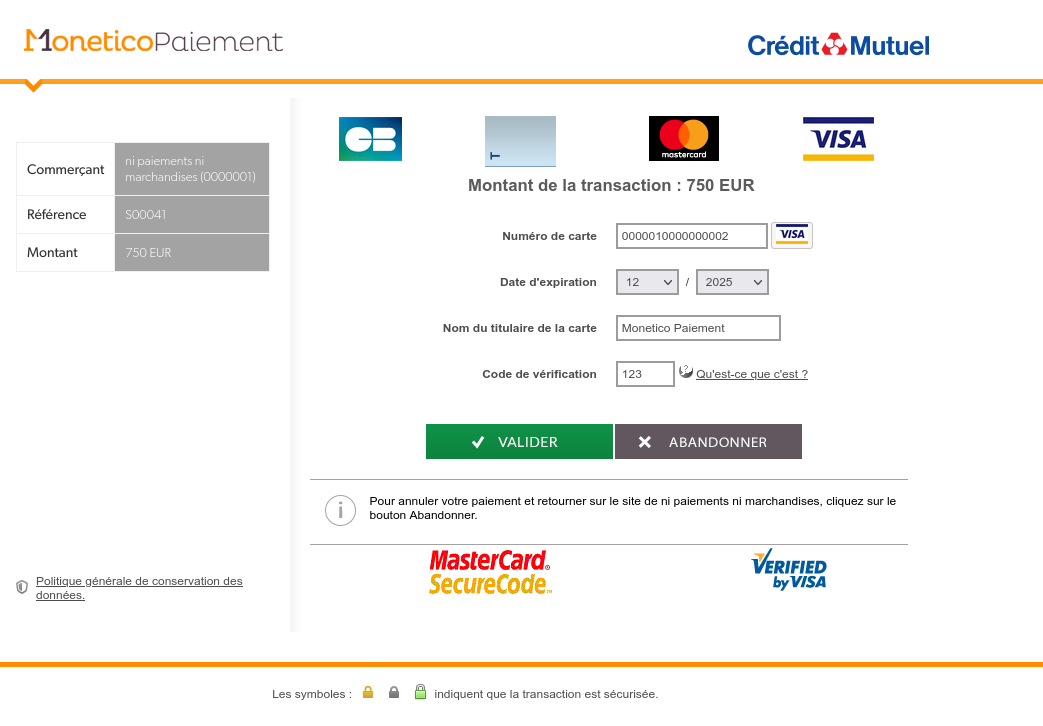 MoneticoPaiement
Crédit Mutuel
CB
T
mastercard
VISA
Commerçant
ni paiements ni
marchandises (0000001)
Référence
S00041
Montant
750 EUR
Montant de la transaction : 750 EUR
Numéro de carte
0000010000000002
VISA
Date d'expiration
12
/
2025
Nom du titulaire de la carte
Monetico Paiement
Code de vérification
123
?
Qu'est-ce que c'est ?
VALIDER
ABANDONNER
i
Pour annuler votre paiement et retourner sur le site de ni paiements ni marchandises, cliquez sur le
bouton Abandonner.
MasterCard®
SecureCode™
VERIFIED
by VISA
Politique générale de conservation des
données.
Les symboles :
indiquent que la transaction est sécurisée.